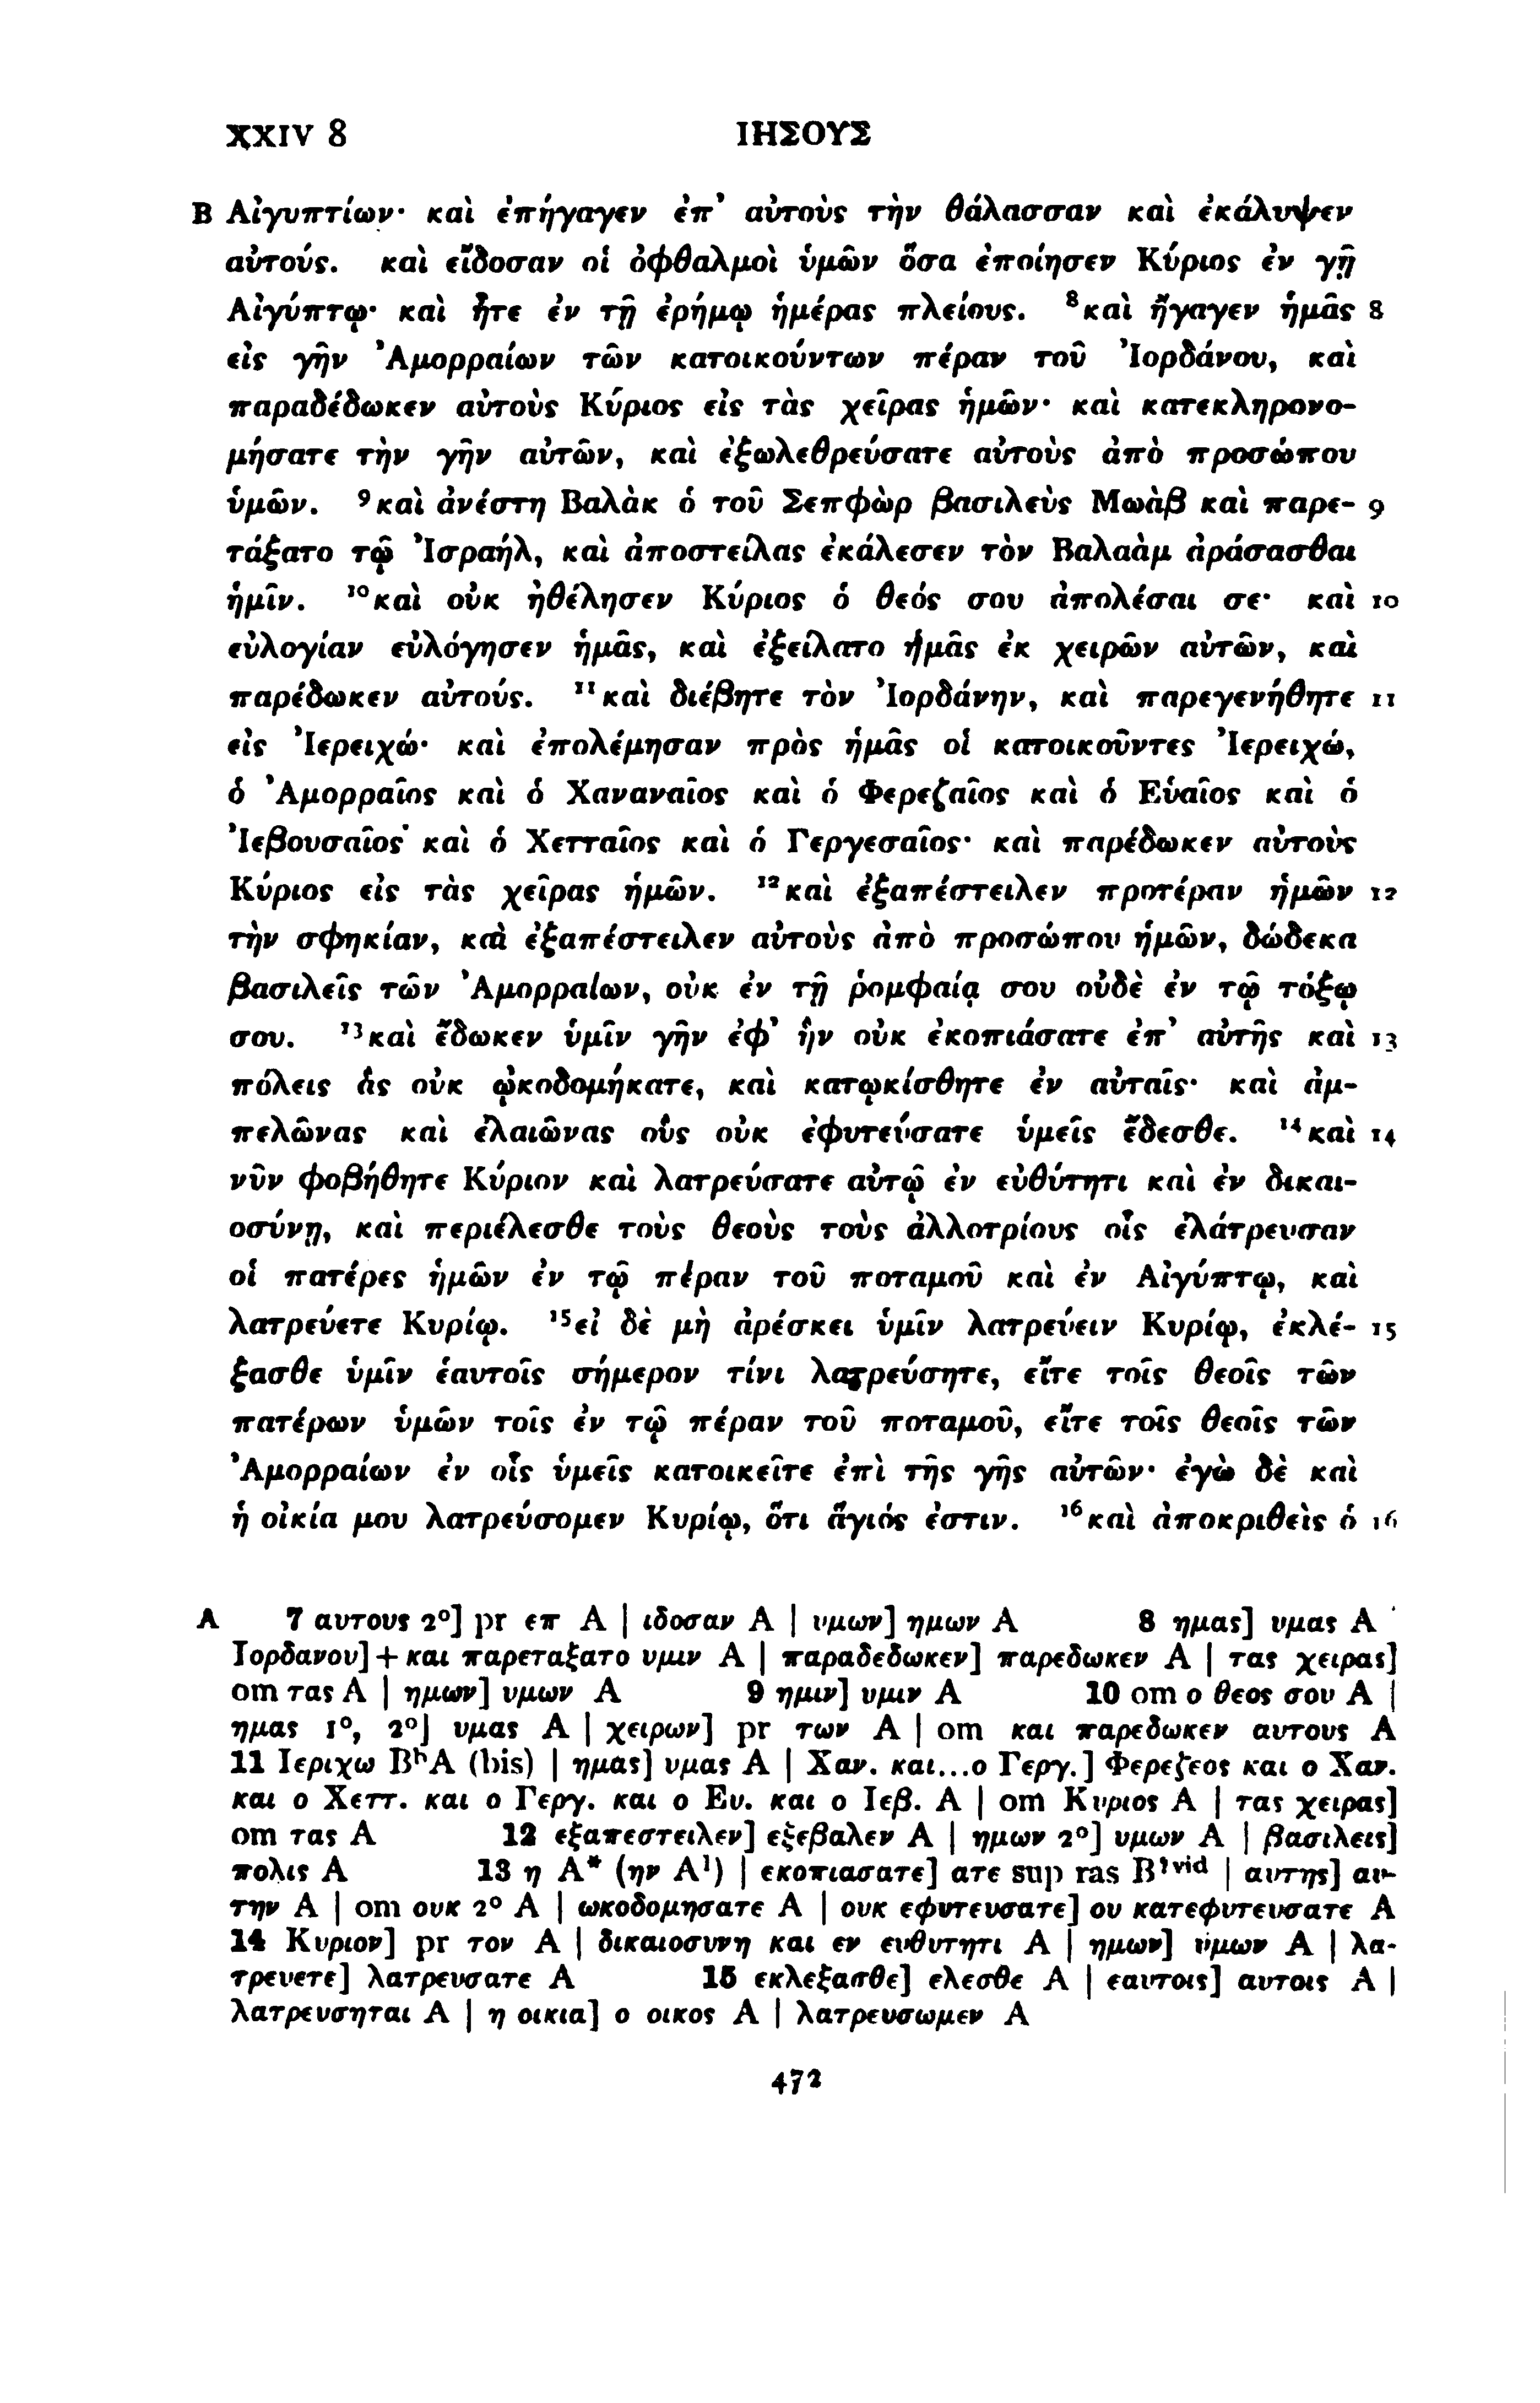 XXIV 8 ΙΗΣΟΥΣ
B Αἰγυπτίων· καὶ ἐπήγαγεν ἐπ᾽ αὐτοὺς τὴν θάλασσαν καὶ ἐκάλυψεν
αὐτούς. καὶ εἴδοσαν οἱ ὀφθαλμοὶ ὑμῶν ὅσα ἐποίησεν Κύριος ἐν γῇ
Αἰγύπτῳ· καὶ ἦτε ἐν τῇ ἐρήμῳ ἡμέρας πλείους. ⁸καὶ ἤγαγεν ἡμᾶς 8
εἰς γῆν Ἀμορραίων τῶν κατοικούντων πέραν τοῦ Ἰορδάνου, καὶ
παραδέδωκεν αὐτοὺς Κύριος εἰς τὰς χεῖρας ἡμῶν· καὶ κατεκληρονο-
μήσατε τὴν γῆν αὐτῶν, καὶ ἐξωλεθρεύσατε αὐτοὺς ἀπὸ προσώπου
ὑμῶν. ⁹καὶ ἀνέστη Βαλὰκ ὁ τοῦ Σεπφὼρ βασιλεὺς Μωὰβ καὶ παρε- 9
τάξατο τῷ Ἰσραήλ, καὶ ἀποστείλας ἐκάλεσεν τὸν Βαλαὰμ ἀράσασθαι
ἡμῖν. ¹⁰καὶ οὐκ ἠθέλησεν Κύριος ὁ θεός σου ἀπολέσαι σε· καὶ 10
εὐλογίαν εὐλόγησεν ἡμᾶς, καὶ ἐξείλατο ἡμᾶς ἐκ χειρῶν αὐτῶν, καὶ
παρέδωκεν αὐτούς. ¹¹καὶ διέβητε τὸν Ἰορδάνην, καὶ παρεγενήθητε 11
εἰς Ἰερειχώ· καὶ ἐπολέμησαν πρὸς ἡμᾶς οἱ κατοικοῦντες Ἰερειχώ,
ὁ Ἀμορραῖος καὶ ὁ Χαναναῖος καὶ ὁ Φερεζαῖος καὶ ὁ Εὑαῖος καὶ ὁ
Ἰεβουσαῖος καὶ ὁ Χετταῖος καὶ ὁ Γεργεσαῖος· καὶ παρέδωκεν αὐτοὺς
Κύριος εἰς τὰς χεῖρας ἡμῶν. ¹²καὶ ἐξαπέστειλεν προτέραν ἡμῶν 12
τὴν σφηκίαν, καὶ ἐξαπέστειλεν αὐτοὺς ἀπὸ προσώπου ἡμῶν, δώδεκα
βασιλεῖς τῶν Ἀμορραίων, οὐκ ἐν τῇ ῥομφαίᾳ σου οὐδὲ ἐν τῷ τόξῳ
σου. ¹³καὶ ἔδωκεν ὑμῖν γῆν ἐφ᾽ ἣν οὐκ ἐκοπιάσατε ἐπ᾽ αὐτῆς καὶ 13
πόλεις ἃς οὐκ ᾠκοδομήκατε, καὶ κατῳκίσθητε ἐν αὐταῖς· καὶ ἀμ-
πελῶνας καὶ ἐλαιῶνας οὓς οὐκ ἐφυτεύσατε ὑμεῖς ἔδεσθε. ¹⁴καὶ 14
νῦν φοβήθητε Κύριον καὶ λατρεύσατε αὐτῷ ἐν εὐθύτητι καὶ ἐν δικαι-
οσύνῃ, καὶ περιέλεσθε τοὺς θεοὺς τοὺς ἀλλοτρίους οἷς ἐλάτρευσαν
οἱ πατέρες ἡμῶν ἐν τῷ πέραν τοῦ ποταμοῦ καὶ ἐν Αἰγύπτῳ, καὶ
λατρεύετε Κυρίῳ. ¹⁵εἰ δὲ μὴ ἀρέσκει ὑμῖν λατρεύειν Κυρίῳ, ἐκλέ- 15
ξασθε ὑμῖν ἑαυτοῖς σήμερον τίνι λατρεύσητε, εἴτε τοῖς θεοῖς τῶν
πατέρων ὑμῶν τοῖς ἐν τῷ πέραν τοῦ ποταμοῦ, εἴτε τοῖς θεοῖς τῶν
Ἀμορραίων ἐν οἷς ὑμεῖς κατοικεῖτε ἐπὶ τῆς γῆς αὐτῶν· ἐγὼ δὲ καὶ
ἡ οἰκία μου λατρεύσομεν Κυρίῳ, ὅτι ἅγιός ἐστιν. ¹⁶καὶ ἀποκριθεὶς ὁ 16
A 7 αυτους 2°] pr επ A | ιδοσαν A | υμων] ημων A 8 ημας] υμας A
Ιορδανου] + και παρεταξατο υμιν A | παραδεδωκεν] παρεδωκεν A | τας χειρας]
om τας A | ημων] υμων A 9 ημιν] υμιν A 10 om ο θεος σου A |
ημας 1°, 2°] υμας A | χειρων] pr των A | om και παρεδωκεν αυτους A
11 Ιεριχω Bᵇ A (bis) | ημας] υμας A | Χαν. και...ο Γεργ.] Φερεζεος και ο Χαν.
και ο Χεττ. και ο Γεργ. και ο Ευ. και ο Ιεβ. A | om Κυριος A | τας χειρας]
om τας A 12 εξαπεστειλεν] εξεβαλεν A | ημων 2°] υμων A | βασιλεις]
πολις A 13 η A* (ην A¹) | εκοπιασατε] ατε sup ras B¹ᵛⁱᵈ | αυτης] αυ-
την A | om ουκ 2° A | ωκοδομησατε A | ουκ εφυτευσατε] ου κατεφυτευσατε A
14 Κυριον] pr τον A | δικαιοσυνη και εν ευθυτητι A | ημων] υμων A | λα-
τρευετε] λατρευσατε A 15 εκλεξασθε] ελεσθε A | εαυτοις] αυτοις A |
λατρευσηται A | η οικια] ο οικος A | λατρευσωμεν A
472